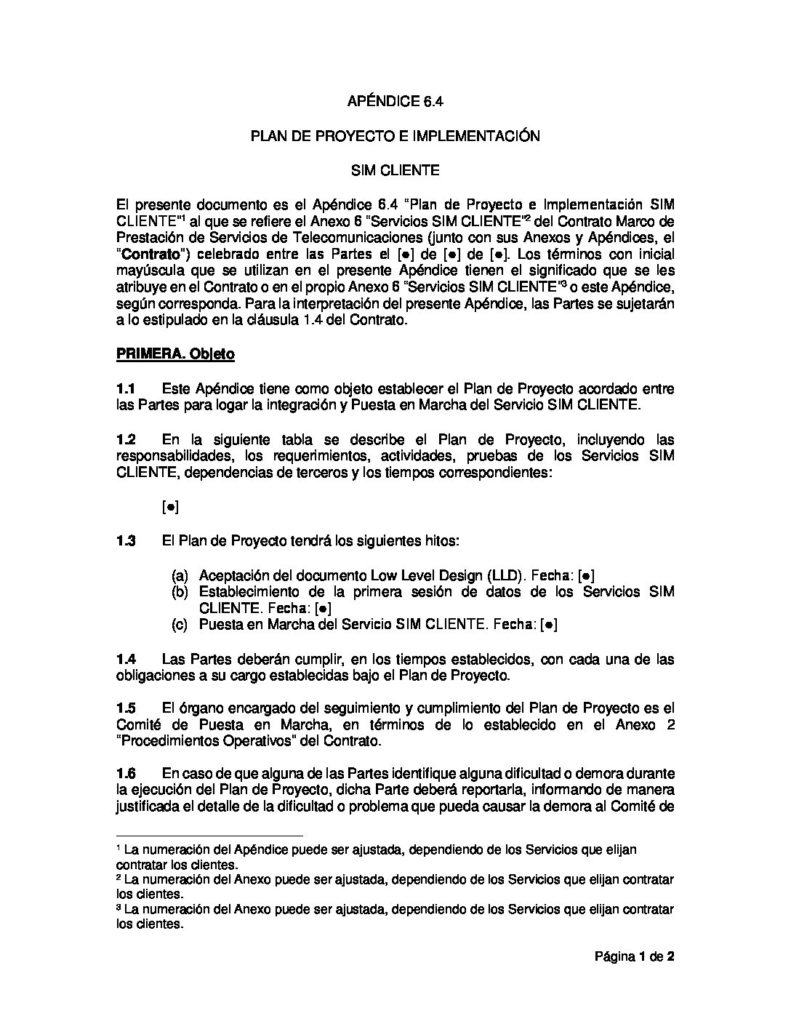 APÉNDICE 6.4
PLAN DE PROYECTO E IMPLEMENTACIÓN
SIM CLIENTE
El presente documento es el Apéndice 6.4 "Plan de Proyecto e Implementación SIM
CLIENTE"¹ al que se refiere el Anexo 6 "Servicios SIM CLIENTE"² del Contrato Marco de
Prestación de Servicios de Telecomunicaciones (junto con sus Anexos y Apéndices, el
"Contrato") celebrado entre las Partes el [●] de [●] de [●]. Los términos con inicial
mayúscula que se utilizan en el presente Apéndice tienen el significado que se les
atribuye en el Contrato o en el propio Anexo 6 "Servicios SIM CLIENTE"³ o este Apéndice,
según corresponda. Para la interpretación del presente Apéndice, las Partes se sujetarán
a lo estipulado en la cláusula 1.4 del Contrato.
PRIMERA. Objeto
1.1 Este Apéndice tiene como objeto establecer el Plan de Proyecto acordado entre
las Partes para logar la integración y Puesta en Marcha del Servicio SIM CLIENTE.
1.2 En la siguiente tabla se describe el Plan de Proyecto, incluyendo las
responsabilidades, los requerimientos, actividades, pruebas de los Servicios SIM
CLIENTE, dependencias de terceros y los tiempos correspondientes:
[●]
1.3 El Plan de Proyecto tendrá los siguientes hitos:
(a) Aceptación del documento Low Level Design (LLD). Fecha: [●]
(b) Establecimiento de la primera sesión de datos de los Servicios SIM
CLIENTE. Fecha: [●]
(c) Puesta en Marcha del Servicio SIM CLIENTE. Fecha: [●]
1.4 Las Partes deberán cumplir, en los tiempos establecidos, con cada una de las
obligaciones a su cargo establecidas bajo el Plan de Proyecto.
1.5 El órgano encargado del seguimiento y cumplimiento del Plan de Proyecto es el
Comité de Puesta en Marcha, en términos de lo establecido en el Anexo 2
"Procedimientos Operativos" del Contrato.
1.6 En caso de que alguna de las Partes identifique alguna dificultad o demora durante
la ejecución del Plan de Proyecto, dicha Parte deberá reportarla, informando de manera
justificada el detalle de la dificultad o problema que pueda causar la demora al Comité de
¹ La numeración del Apéndice puede ser ajustada, dependiendo de los Servicios que elijan
contratar los clientes.
² La numeración del Anexo puede ser ajustada, dependiendo de los Servicios que elijan contratar
los clientes.
³ La numeración del Anexo puede ser ajustada, dependiendo de los Servicios que elijan contratar
los clientes.
Página 1 de 2